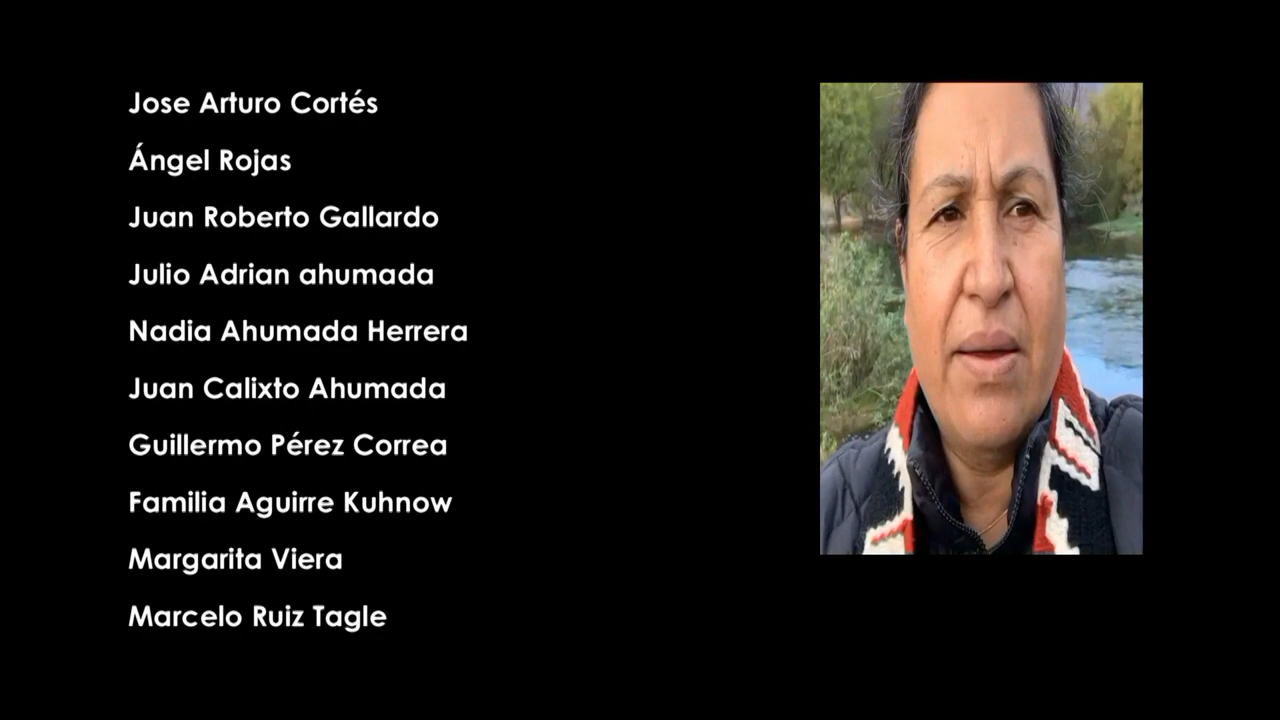 Jose Arturo Cortés
Ángel Rojas
Juan Roberto Gallardo
Julio Adrian ahumada
Nadia Ahumada Herrera
Juan Calixto Ahumada
Guillermo Pérez Correa
Familia Aguirre Kuhnow
Margarita Viera
Marcelo Ruiz Tagle